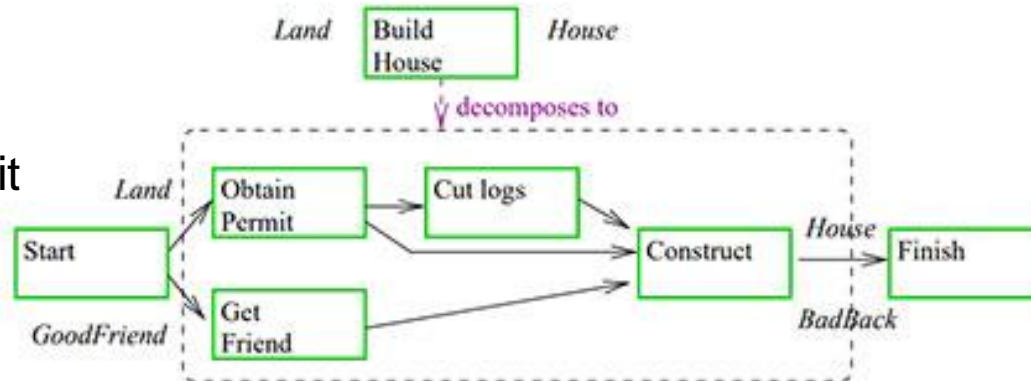 Land
Build
House
House
decomposes to
it
Land
Obtain
Permit
Cut logs
Start
Construct
House
Finish
GoodFriend
Get
Friend
BadBack